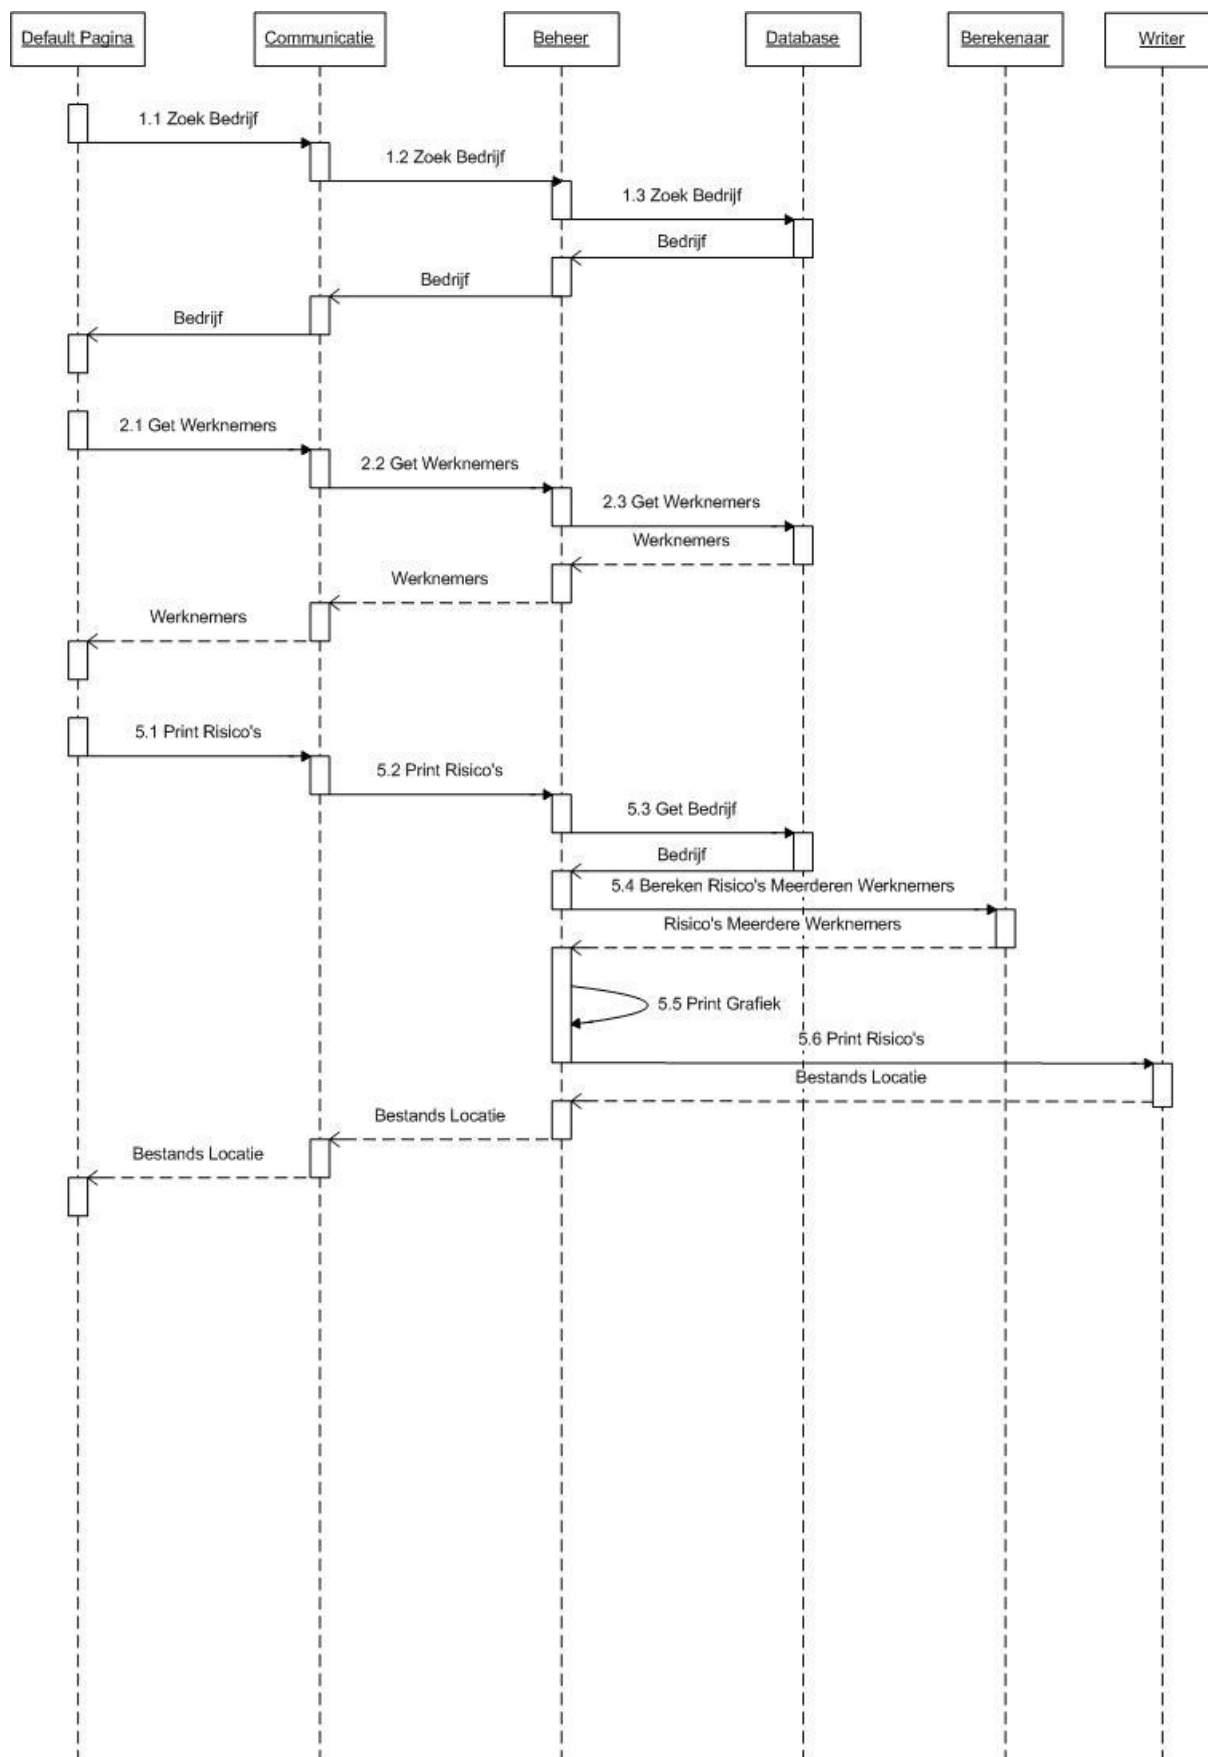 Default Pagina
Communicatie
Beheer
Database
Berekenaar
Writer
1.1 Zoek Bedrijf
1.2 Zoek Bedrijf
1.3 Zoek Bedrijf
Bedrijf
Bedrijf
Bedrijf
2.1 Get Werknemers
2.2 Get Werknemers
2.3 Get Werknemers
Werknemers
Werknemers
Werknemers
5.1 Print Risico's
5.2 Print Risico's
5.3 Get Bedrijf
Bedrijf
5.4 Bereken Risico's Meerderen Werknemers
Risico's Meerdere Werknemers
5.5 Print Grafiek
5.6 Print Risico's
Bestands Locatie
Bestands Locatie
Bestands Locatie